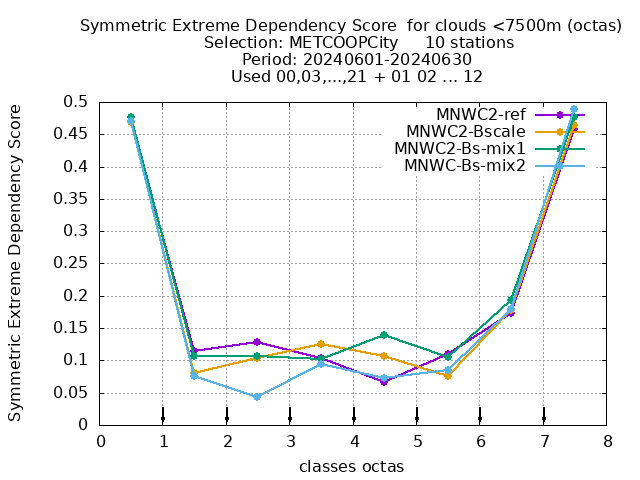 Symmetric Extreme Dependency Score  for clouds <7500m (octas)
Selection: METCOOPCity     10 stations
Period: 20240601-20240630
Used 00,03,...,21 + 01 02 ... 12
Symmetric Extreme Dependency Score
0.5
0.45
0.4
0.35
0.3
0.25
0.2
0.15
0.1
0.05
0
MNWC2-ref
MNWC2-Bscale
MNWC2-Bs-mix1
MNWC-Bs-mix2
0 1 2 3 4 5 6 7 8
classes octas